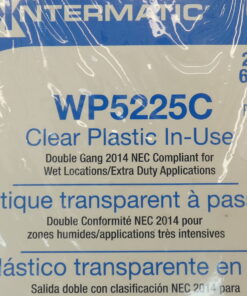 INTERMATIC
WP5225C
Clear Plastic In-Use
Double Gang 2014 NEC Compliant for
Wet Locations/Extra Duty Applications
tique transparent à pass
Double Conformité NEC 2014 pour
zones humides/applications très intensives
lástico transparente en
Salida doble con clasificación NEC 2014 para